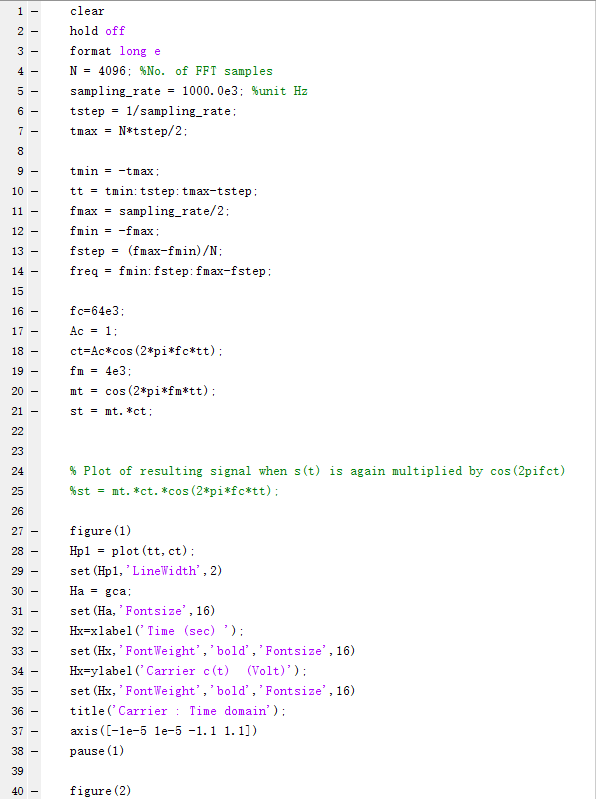 1 - clear
2 - hold off
3 - format long e
4 - N = 4096; %No. of FFT samples
5 - sampling_rate = 1000.0e3; %unit Hz
6 - tstep = 1/sampling_rate;
7 - tmax = N*tstep/2;
8
9 - tmin = -tmax;
10 - tt = tmin:tstep:tmax-tstep;
11 - fmax = sampling_rate/2;
12 - fmin = -fmax;
13 - fstep = (fmax-fmin)/N;
14 - freq = fmin:fstep:fmax-fstep;
15
16 - fc=64e3;
17 - Ac = 1;
18 - ct=Ac*cos(2*pi*fc*tt);
19 - fm = 4e3;
20 - mt = cos(2*pi*fm*tt);
21 - st = mt.*ct;
22
23
24 % Plot of resulting signal when s(t) is again multiplied by cos(2pifct)
25 %st = mt.*ct.*cos(2*pi*fc*tt);
26
27 - figure(1)
28 - Hp1 = plot(tt,ct);
29 - set(Hp1,'LineWidth',2)
30 - Ha = gca;
31 - set(Ha,'Fontsize',16)
32 - Hx=xlabel('Time (sec) ');
33 - set(Hx,'FontWeight','bold','Fontsize',16)
34 - Hx=ylabel('Carrier c(t)  (Volt)');
35 - set(Hx,'FontWeight','bold','Fontsize',16)
36 - title('Carrier : Time domain');
37 - axis([-1e-5 1e-5 -1.1 1.1])
38 - pause(1)
39
40 - figure(2)